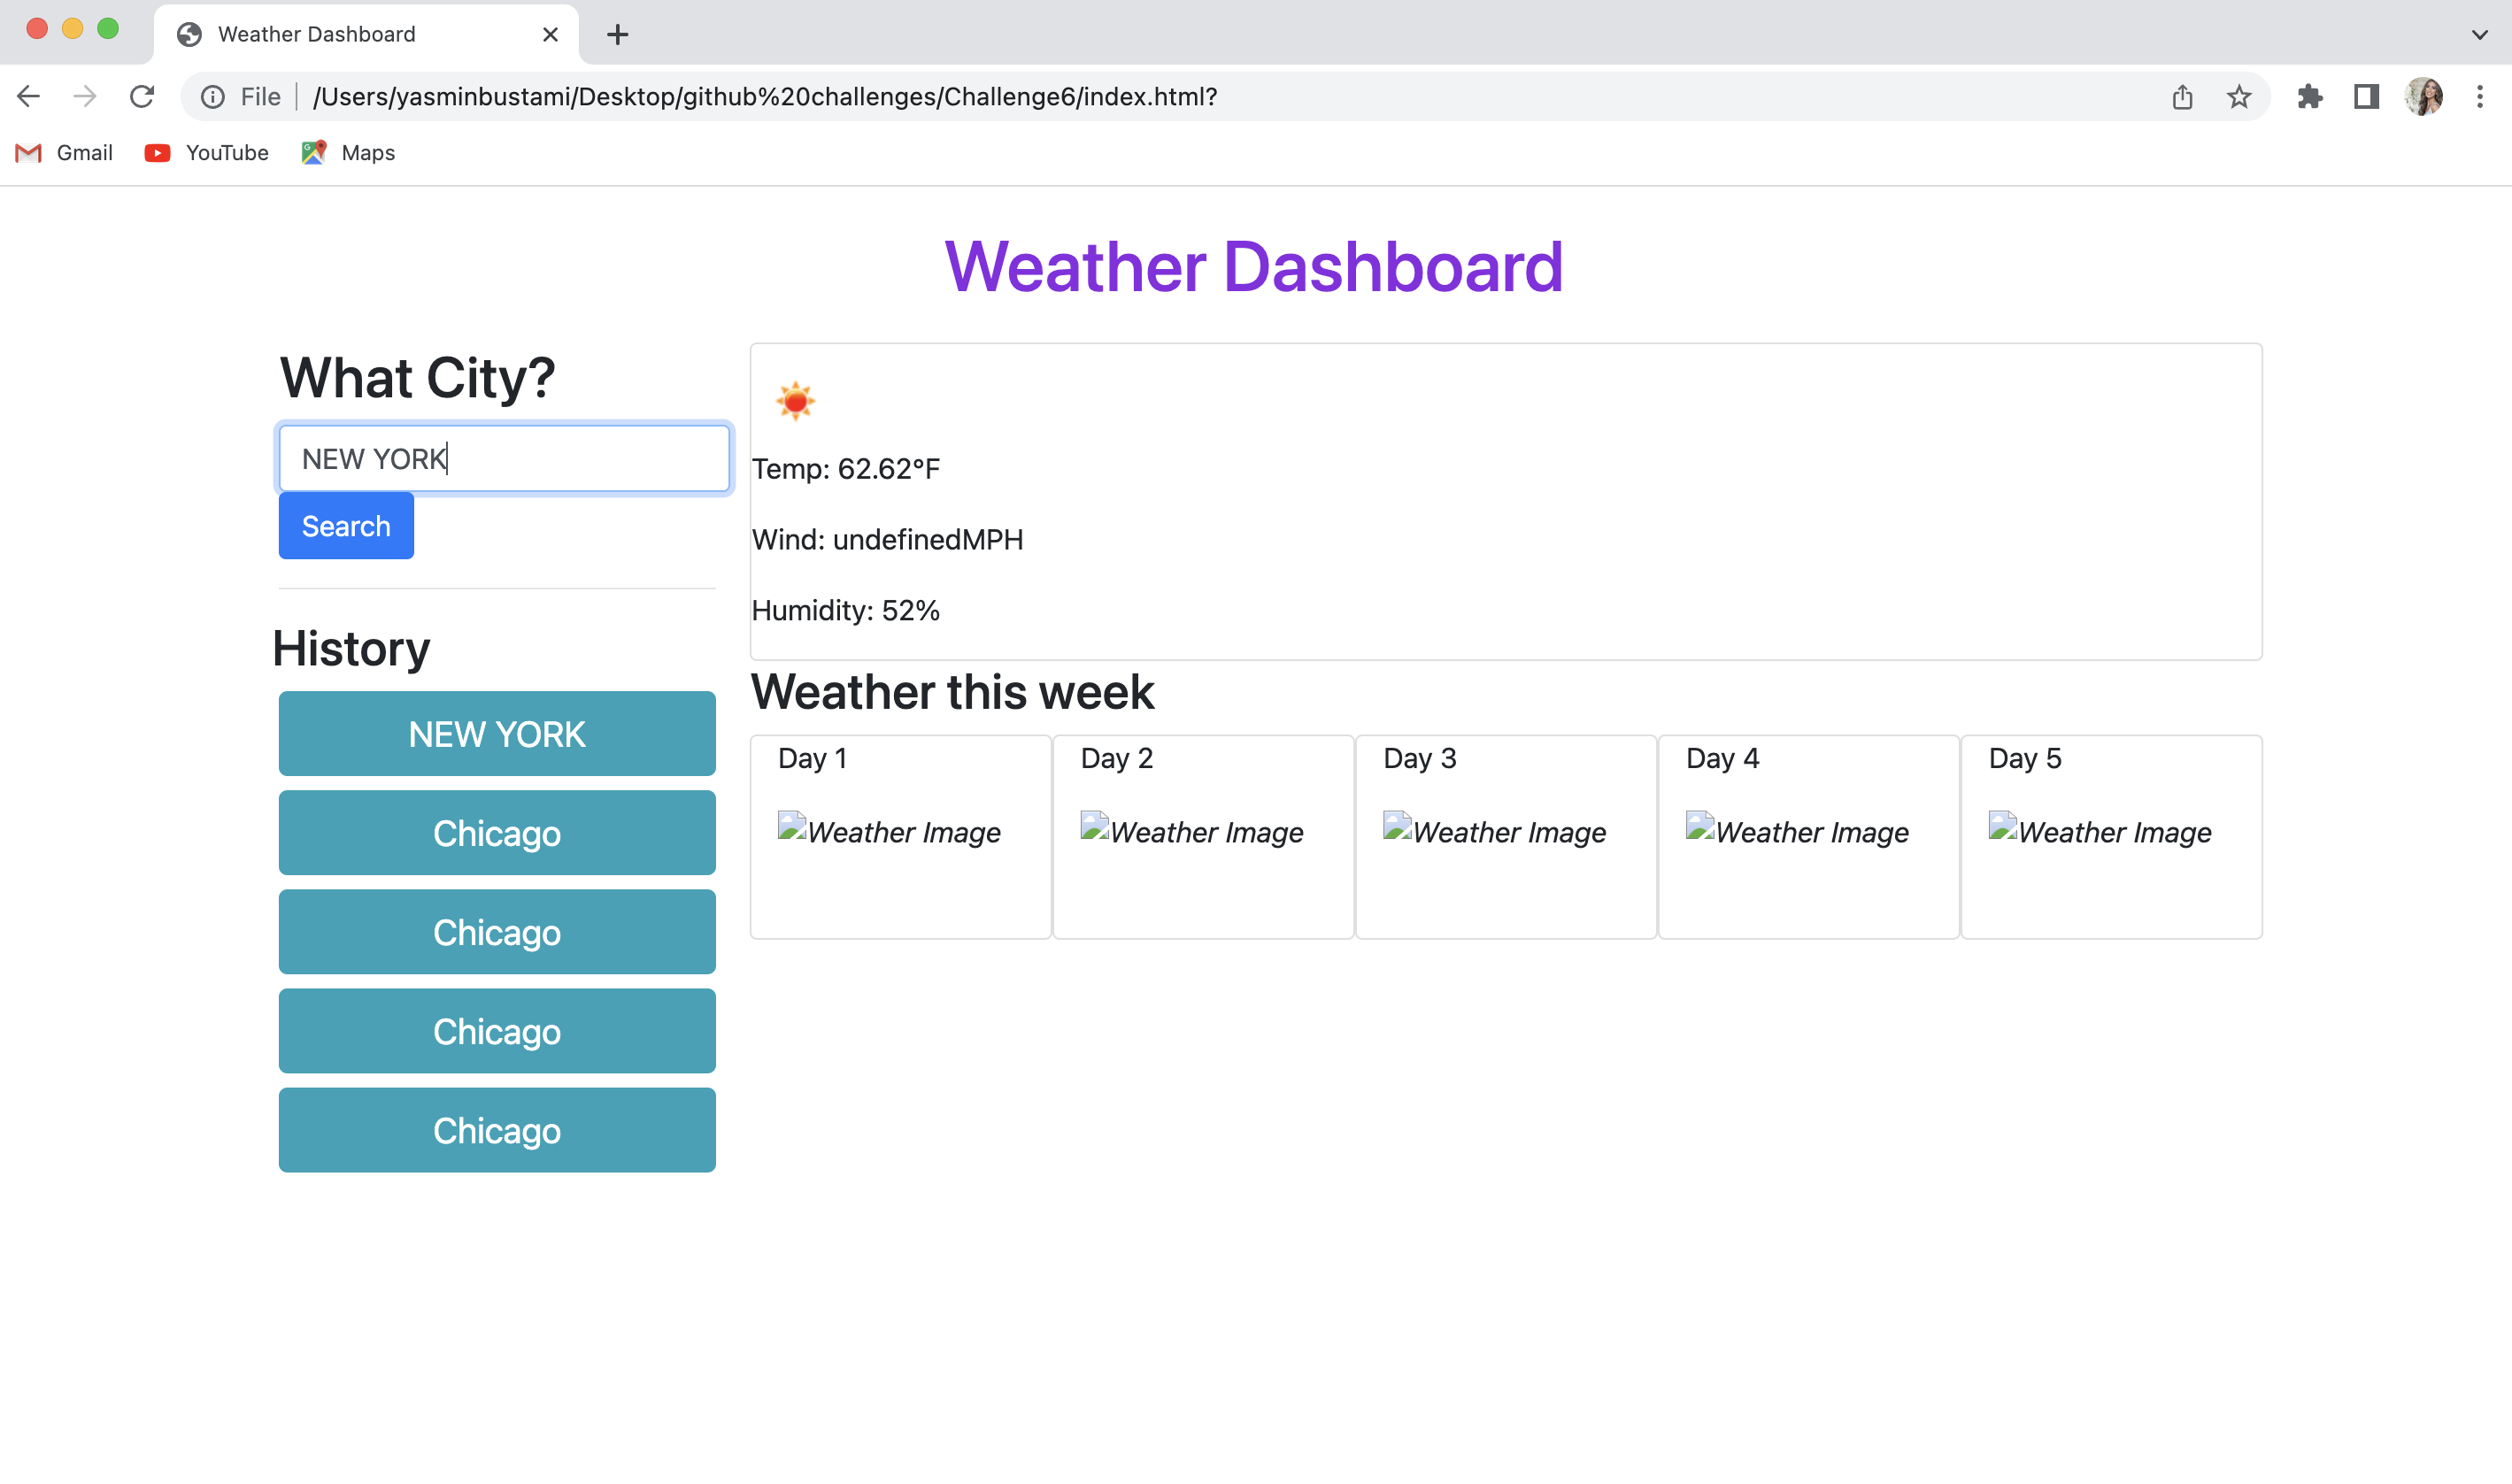 Weather Dashboard
File
/Users/yasminbustami/Desktop/github%20challenges/Challenge6/index.html?
Gmail
YouTube
Maps
Weather Dashboard
What City?
NEW YORK
Search
History
NEW YORK
Chicago
Chicago
Chicago
Chicago
Temp: 62.62°F
Wind: undefinedMPH
Humidity: 52%
Weather this week
Day 1
Weather Image
Day 2
Weather Image
Day 3
Weather Image
Day 4
Weather Image
Day 5
Weather Image